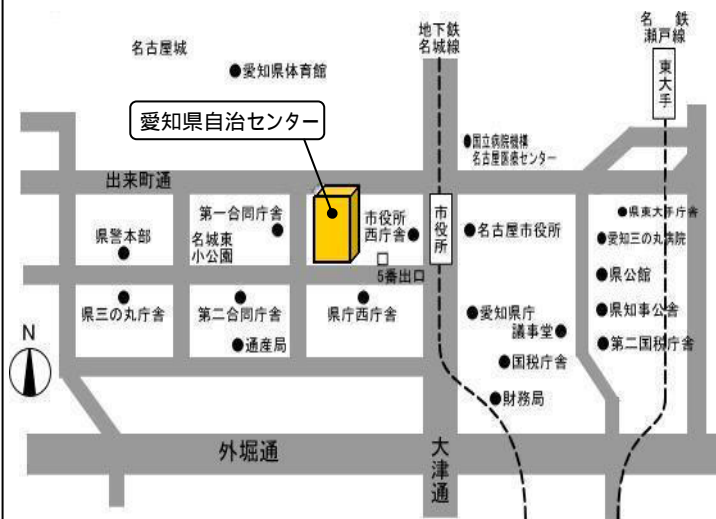 名古屋城
地下鉄
名城線
名鉄
瀬戸線
●愛知県体育館
東大手
愛知県自治センター
●国立病院機構
名古屋医療センター
出来町通
第一合同庁舎
県警本部
名城東
小公園
市役所
西庁舎●
市役所
●名古屋市役所
●県東大手庁舎
●愛知三の丸病院
5番出口
●県公館
県三の丸庁舎
第二合同庁舎
県庁西庁舎
●愛知県庁
議事堂●
●県知事公舎
●通産局
●国税庁舎
●第二国税庁舎
N
●財務局
外堀通
大津通